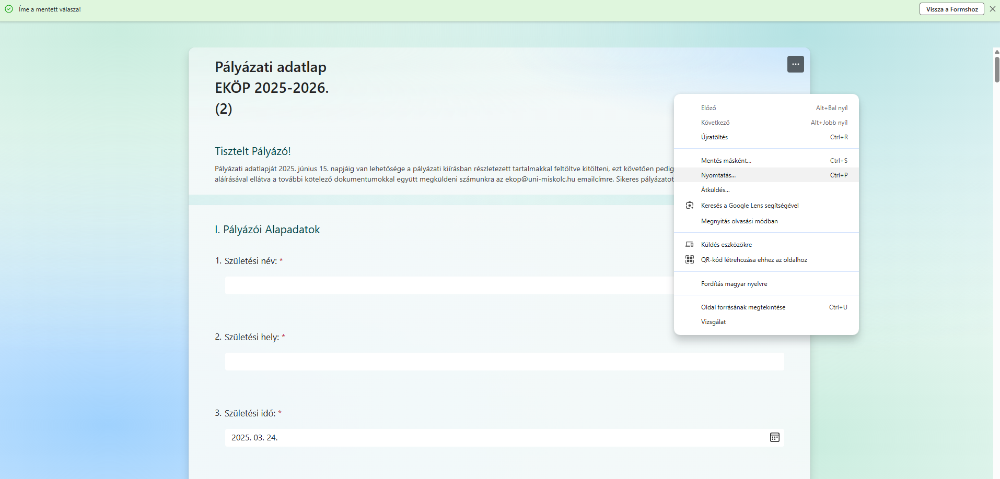 Íme a mentett válasza!
Vissza a Formshoz
Pályázati adatlap
EKÖP 2025-2026.
(2)
Tisztelt Pályázó!
Pályázati adatlapját 2025. június 15. napjáig van lehetősége a pályázati kiírásban részletezett tartalmakkal feltöltve kitölteni, ezt követően pedig
aláírásával ellátva a további kötelező dokumentumokkal együtt megküldeni számunkra az ekop@uni-miskolc.hu emailcímre. Sikeres pályázatot
I. Pályázói Alapadatok
1. Születési név: *
2. Születési hely: *
3. Születési idő: *
2025. 03. 24.
Előző Alt+Bal nyíl
Következő Alt+Jobb nyíl
Újratöltés Ctrl+R
Mentés másként... Ctrl+S
Nyomtatás... Ctrl+P
Átküldés...
Keresés a Google Lens segítségével
Megnyitás olvasási módban
Küldés eszközökre
QR-kód létrehozása ehhez az oldalhoz
Fordítás magyar nyelvre
Oldal forrásának megtekintése Ctrl+U
Vizsgálat